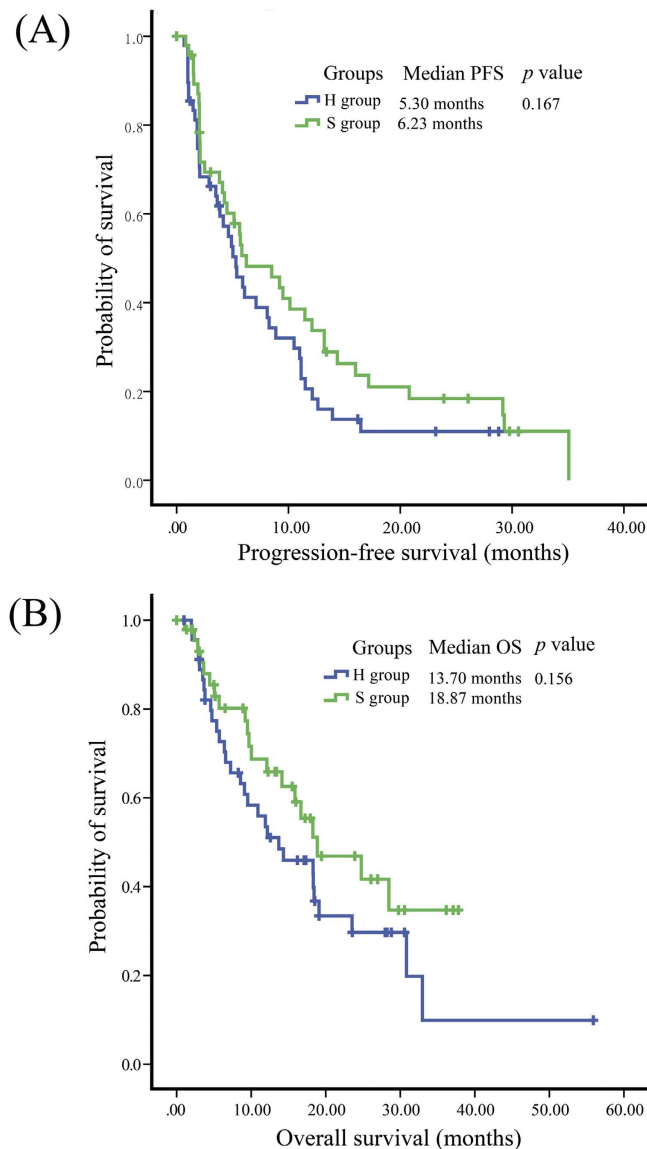 (A)
Groups Median PFS p value
H group 5.30 months 0.167
S group 6.23 months
Probability of survival
1.0
0.8
0.6
0.4
0.2
0.0
.00 10.00 20.00 30.00 40.00
Progression-free survival (months)
(B)
Groups Median OS p value
H group 13.70 months 0.156
S group 18.87 months
Probability of survival
1.0
0.8
0.6
0.4
0.2
0.0
.00 10.00 20.00 30.00 40.00 50.00 60.00
Overall survival (months)